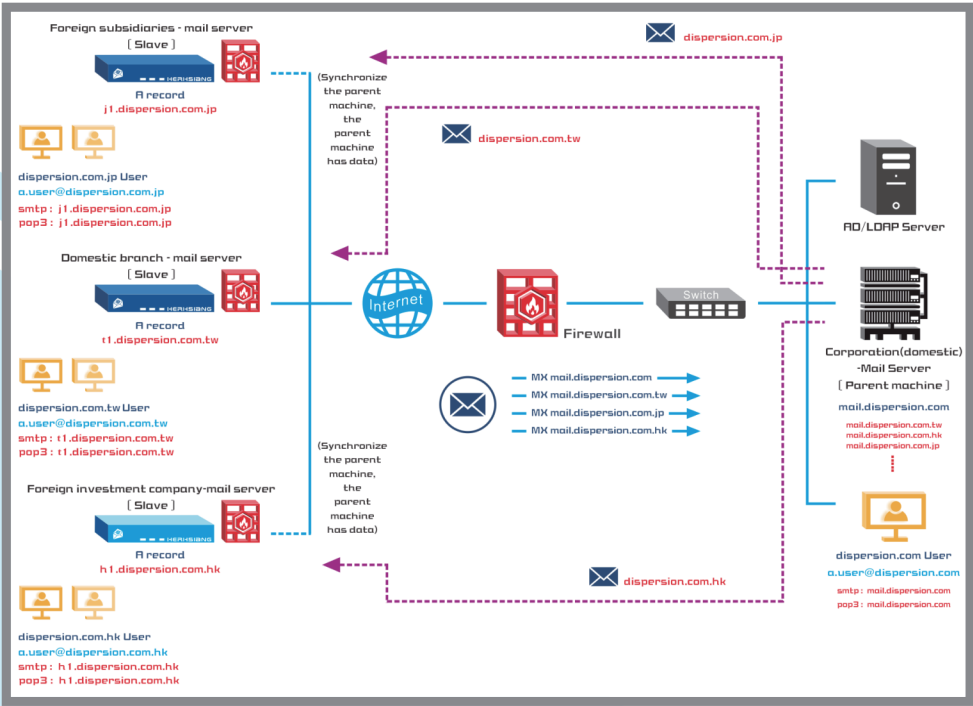 Foreign subsidiaries - mail server
( Slave )
HERHSIANG
A record
j1.dispersion.com.jp
dispersion.com.jp User
a.user@dispersion.com.jp
smtp : j1.dispersion.com.jp
pop3 : j1.dispersion.com.jp
(Synchronize
the parent
machine,
the
parent
machine
has data)
dispersion.com.jp
dispersion.com.tw
Domestic branch - mail server
( Slave )
HERHSIANG
A record
t1.dispersion.com.tw
dispersion.com.tw User
a.user@dispersion.com.tw
smtp : t1.dispersion.com.tw
pop3 : t1.dispersion.com.tw
Internet
Firewall
Switch
MX mail.dispersion.com
MX mail.dispersion.com.tw
MX mail.dispersion.com.jp
MX mail.dispersion.com.hk
AD/LDAP Server
Corporation(domestic)
-Mail Server
( Parent machine )
mail.dispersion.com
mail.dispersion.com.tw
mail.dispersion.com.hk
mail.dispersion.com.jp
Foreign investment company-mail server
( Slave )
HERHSIANG
A record
h1.dispersion.com.hk
dispersion.com.hk User
a.user@dispersion.com.hk
smtp : h1.dispersion.com.hk
pop3 : h1.dispersion.com.hk
(Synchronize
the parent
machine,
the
parent
machine
has data)
dispersion.com.hk
dispersion.com User
a.user@dispersion.com
smtp : mail.dispersion.com
pop3 : mail.dispersion.com